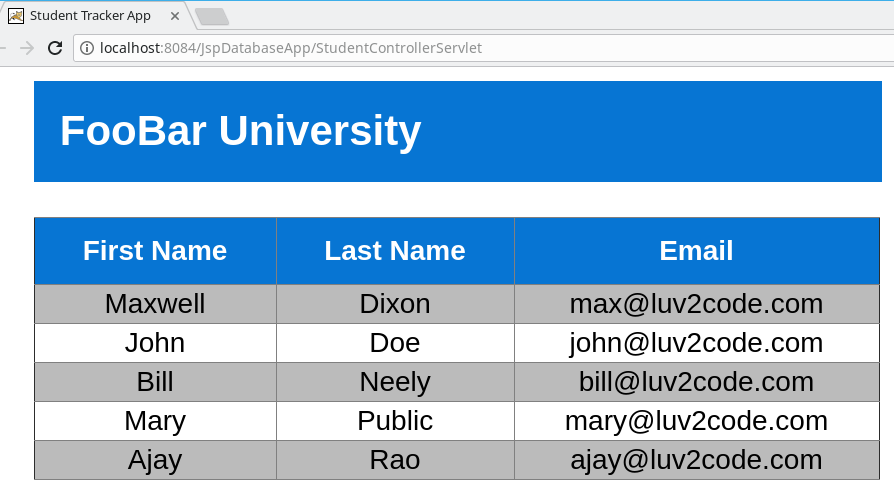 Student Tracker App
localhost:8084/JspDatabaseApp/StudentControllerServlet
FooBar University
First Name Last Name Email
Maxwell Dixon max@luv2code.com
John Doe john@luv2code.com
Bill Neely bill@luv2code.com
Mary Public mary@luv2code.com
Ajay Rao ajay@luv2code.com